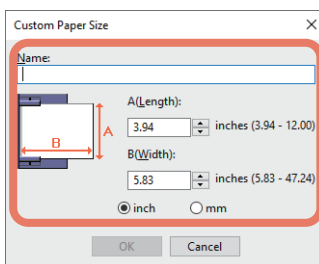 Custom Paper Size
Name:
A(Length):
3.94 inches (3.94 - 12.00)
A
B
B(Width):
5.83 inches (5.83 - 47.24)
inch mm
OK Cancel